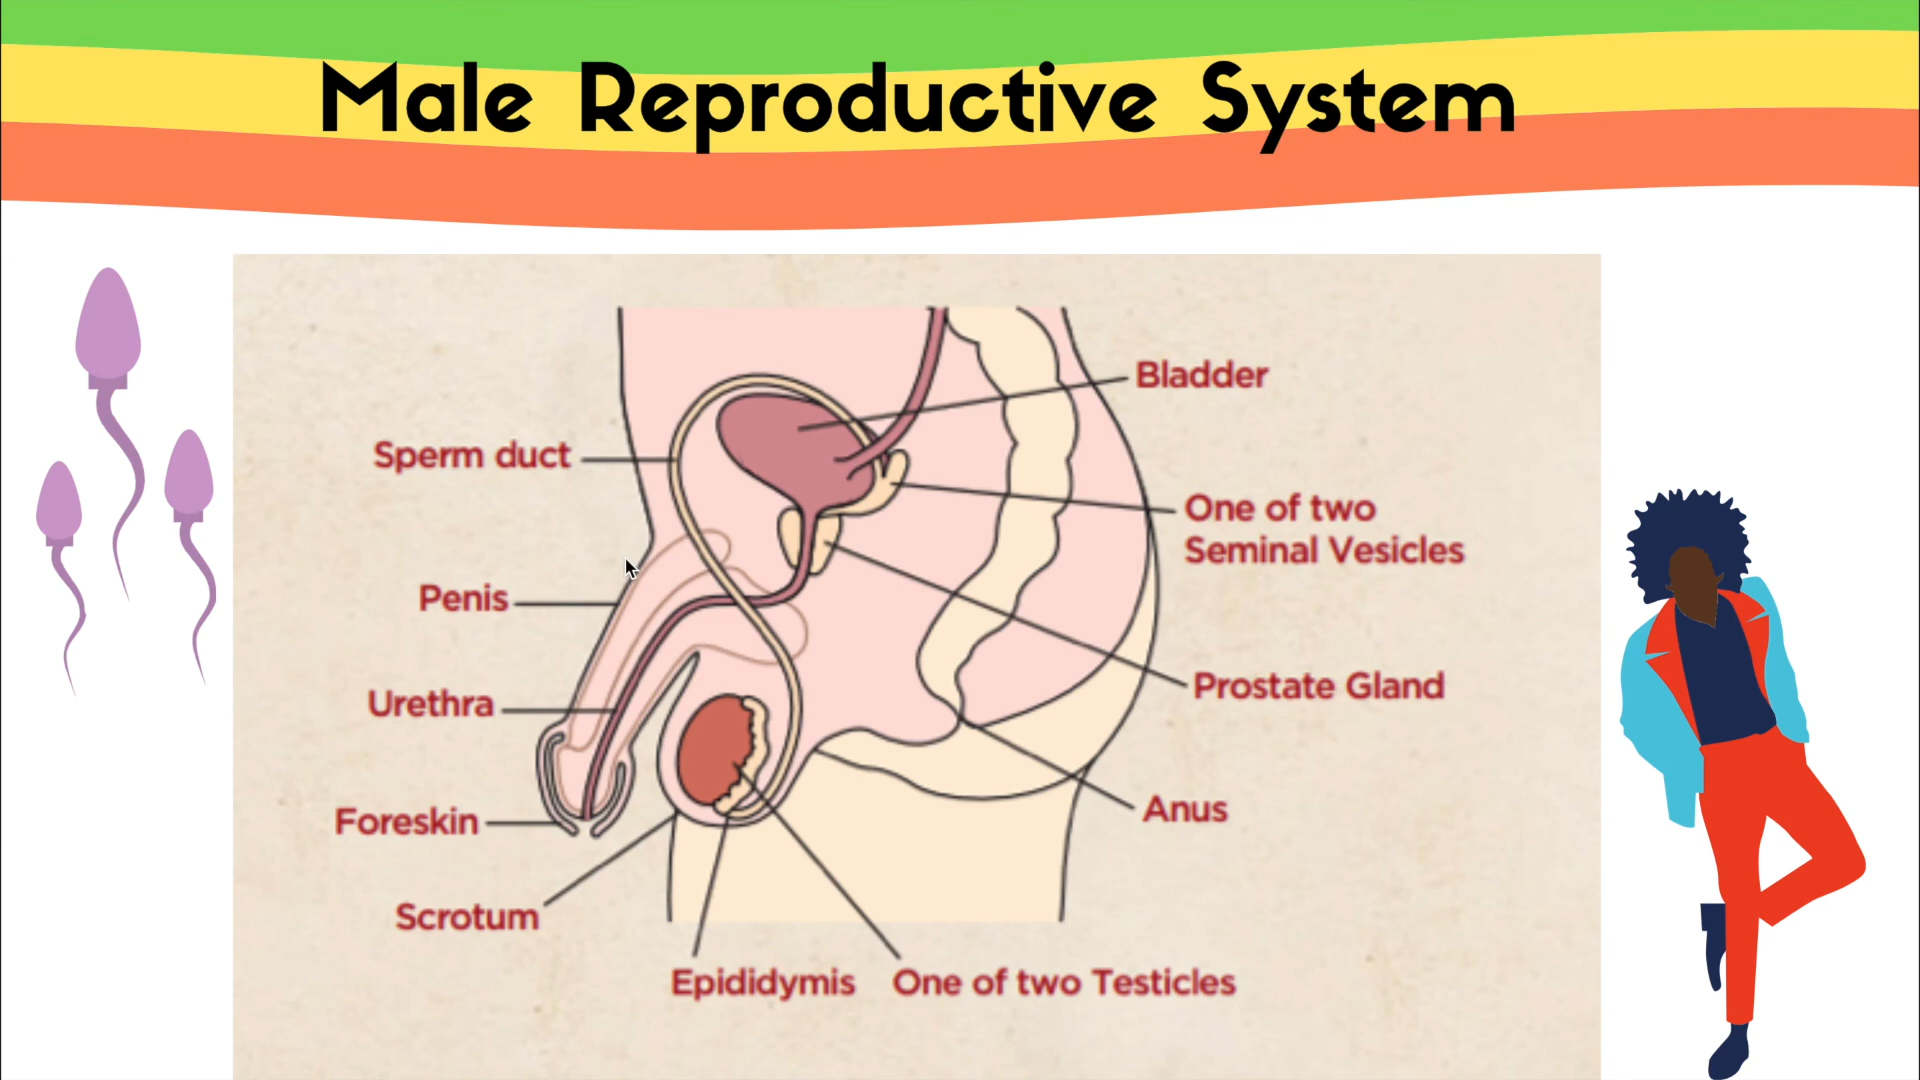 Male Reproductive System
Bladder
Sperm duct
One of two
Seminal Vesicles
Penis
Prostate Gland
Urethra
Anus
Foreskin
Scrotum
Epididymis
One of two Testicles